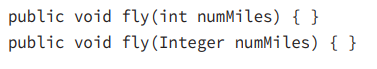 public void fly(int numMiles) { }
public void fly(Integer numMiles) { }